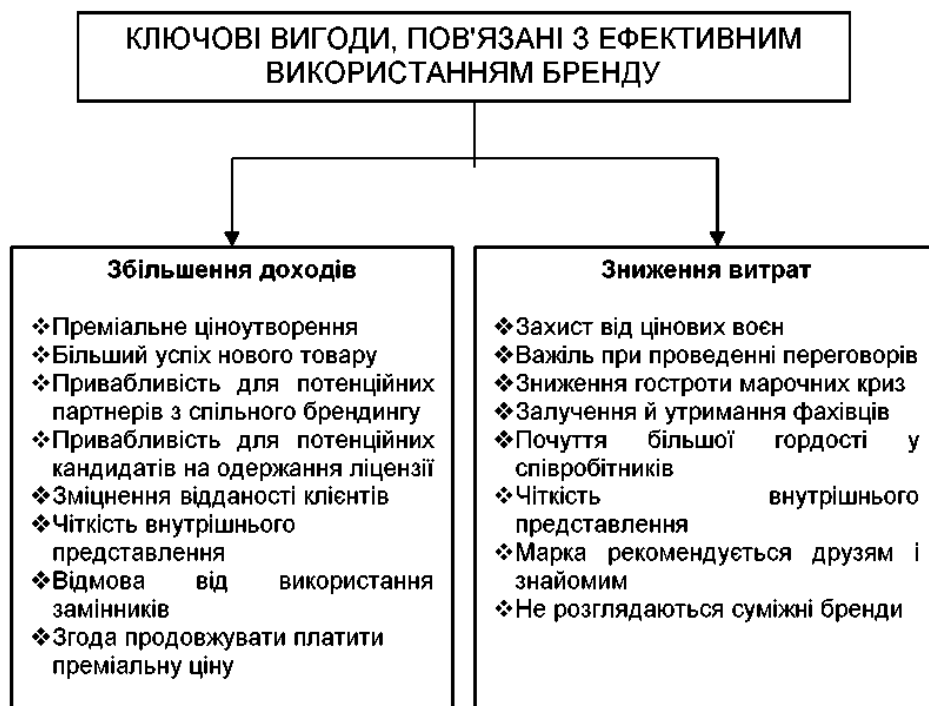 КЛЮЧОВІ ВИГОДИ, ПОВ'ЯЗАНІ З ЕФЕКТИВНИМ
ВИКОРИСТАННЯМ БРЕНДУ
Збільшення доходів
❖Преміальне ціноутворення
❖Більший успіх нового товару
❖Привабливість для потенційних
партнерів з спільного брендингу
❖Привабливість для потенційних
кандидатів на одержання ліцензії
❖Зміцнення відданості клієнтів
❖Чіткість внутрішнього
представлення
❖Відмова від використання
замінників
❖Згода продовжувати платити
преміальну ціну
Зниження витрат
❖Захист від цінових воєн
❖Важіль при проведенні переговорів
❖Зниження гостроти марочних криз
❖Залучення й утримання фахівців
❖Почуття більшої гордості у
співробітників
❖Чіткість внутрішнього
представлення
❖Марка рекомендується друзям і
знайомим
❖Не розглядаються суміжні бренди